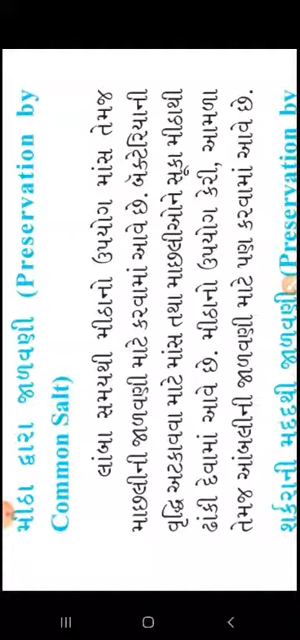 મીઠા દ્વારા જાળવણી (Preservation by
Common Salt)
લાંબા સમયથી મીઠાનો ઉપયોગ માંસ તેમજ
માછલીની જાળવણી માટે કરવામાં આવે છે. બૅક્ટેરિયાની
વૃદ્ધિ અટકાવવા માટે માંસ તથા માછલીઓને સૂકા મીઠાથી
ઢાંકી દેવામાં આવે છે. મીઠાનો ઉપયોગ કેરી, આમળા
તેમજ આંબલીની જાળવણી માટે પણ કરવામાં આવે છે.
શર્કરાની મદદથી જાળવણી (Preservation by